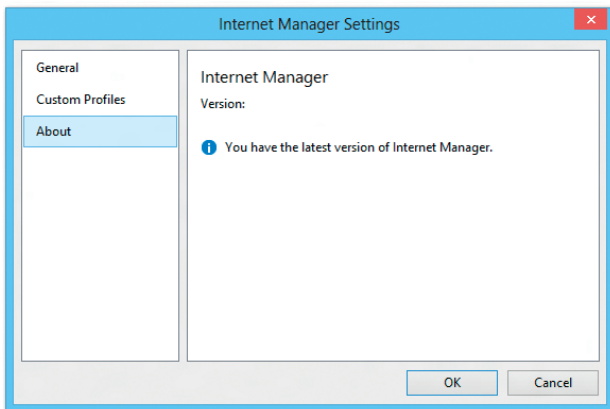 Internet Manager Settings
General
Custom Profiles
About
Internet Manager
Version:
You have the latest version of Internet Manager.
OK
Cancel